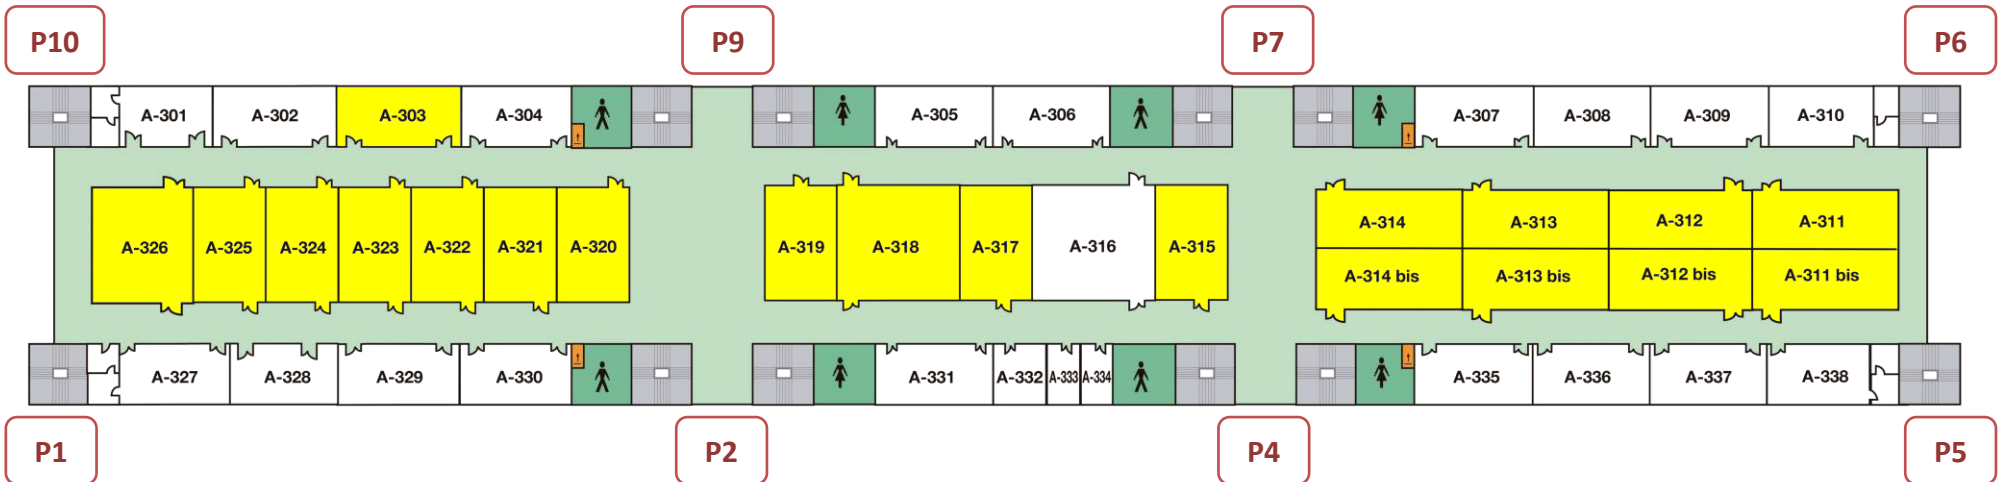 P10 P9 P7 P6
A-301 A-302 A-303 A-304 A-305 A-306 A-307 A-308 A-309 A-310
A-314 A-313 A-312 A-311
A-326 A-325 A-324 A-323 A-322 A-321 A-320 A-319 A-318 A-317 A-316 A-315
A-314 bis A-313 bis A-312 bis A-311 bis
A-327 A-328 A-329 A-330 A-331 A-332 A-333 A-334 A-335 A-336 A-337 A-338
P1 P2 P4 P5